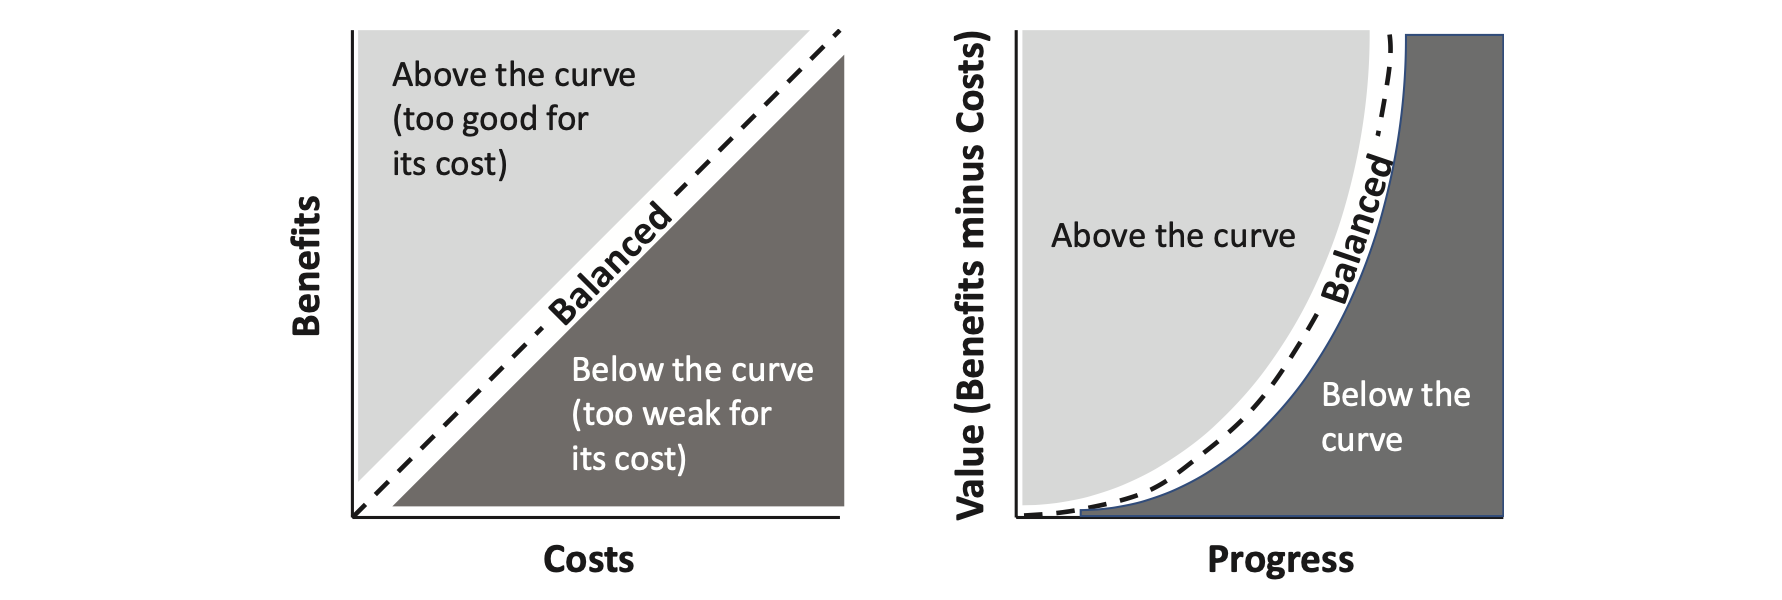 Benefits
Above the curve
(too good for
its cost)
Balanced
Below the curve
(too weak for
its cost)
Costs
Value (Benefits minus Costs)
Above the curve
Balanced
Below the
curve
Progress